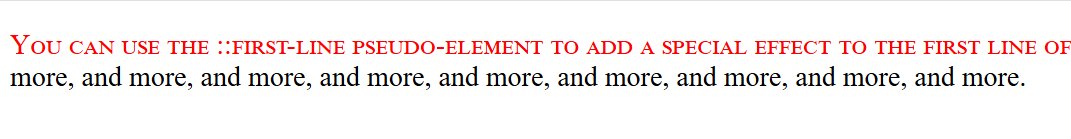 You can use the ::first-line pseudo-element to add a special effect to the first line of
more, and more, and more, and more, and more, and more, and more, and more, and more.